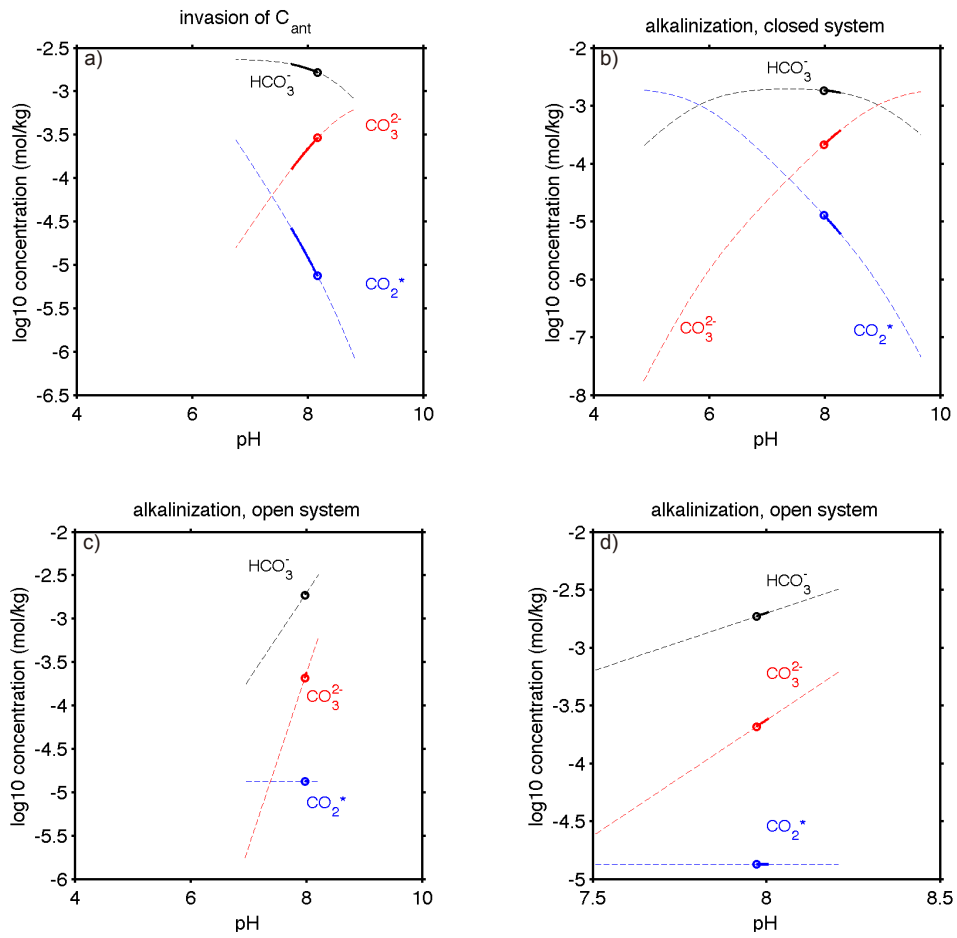 invasion of C_ant
a)
-2.5
-3
-3.5
-4
-4.5
-5
-5.5
-6
-6.5
log10 concentration (mol/kg)
HCO3-
CO3 2-
CO2*
4 6 8 10
pH
alkalinization, closed system
b)
-2
-3
-4
-5
-6
-7
-8
log10 concentration (mol/kg)
HCO3-
CO3 2-
CO2*
4 6 8 10
pH
alkalinization, open system
c)
-2
-2.5
-3
-3.5
-4
-4.5
-5
-5.5
-6
log10 concentration (mol/kg)
HCO3-
CO3 2-
CO2*
4 6 8 10
pH
alkalinization, open system
d)
-2
-2.5
-3
-3.5
-4
-4.5
-5
log10 concentration (mol/kg)
HCO3-
CO3 2-
CO2*
7.5 8 8.5
pH